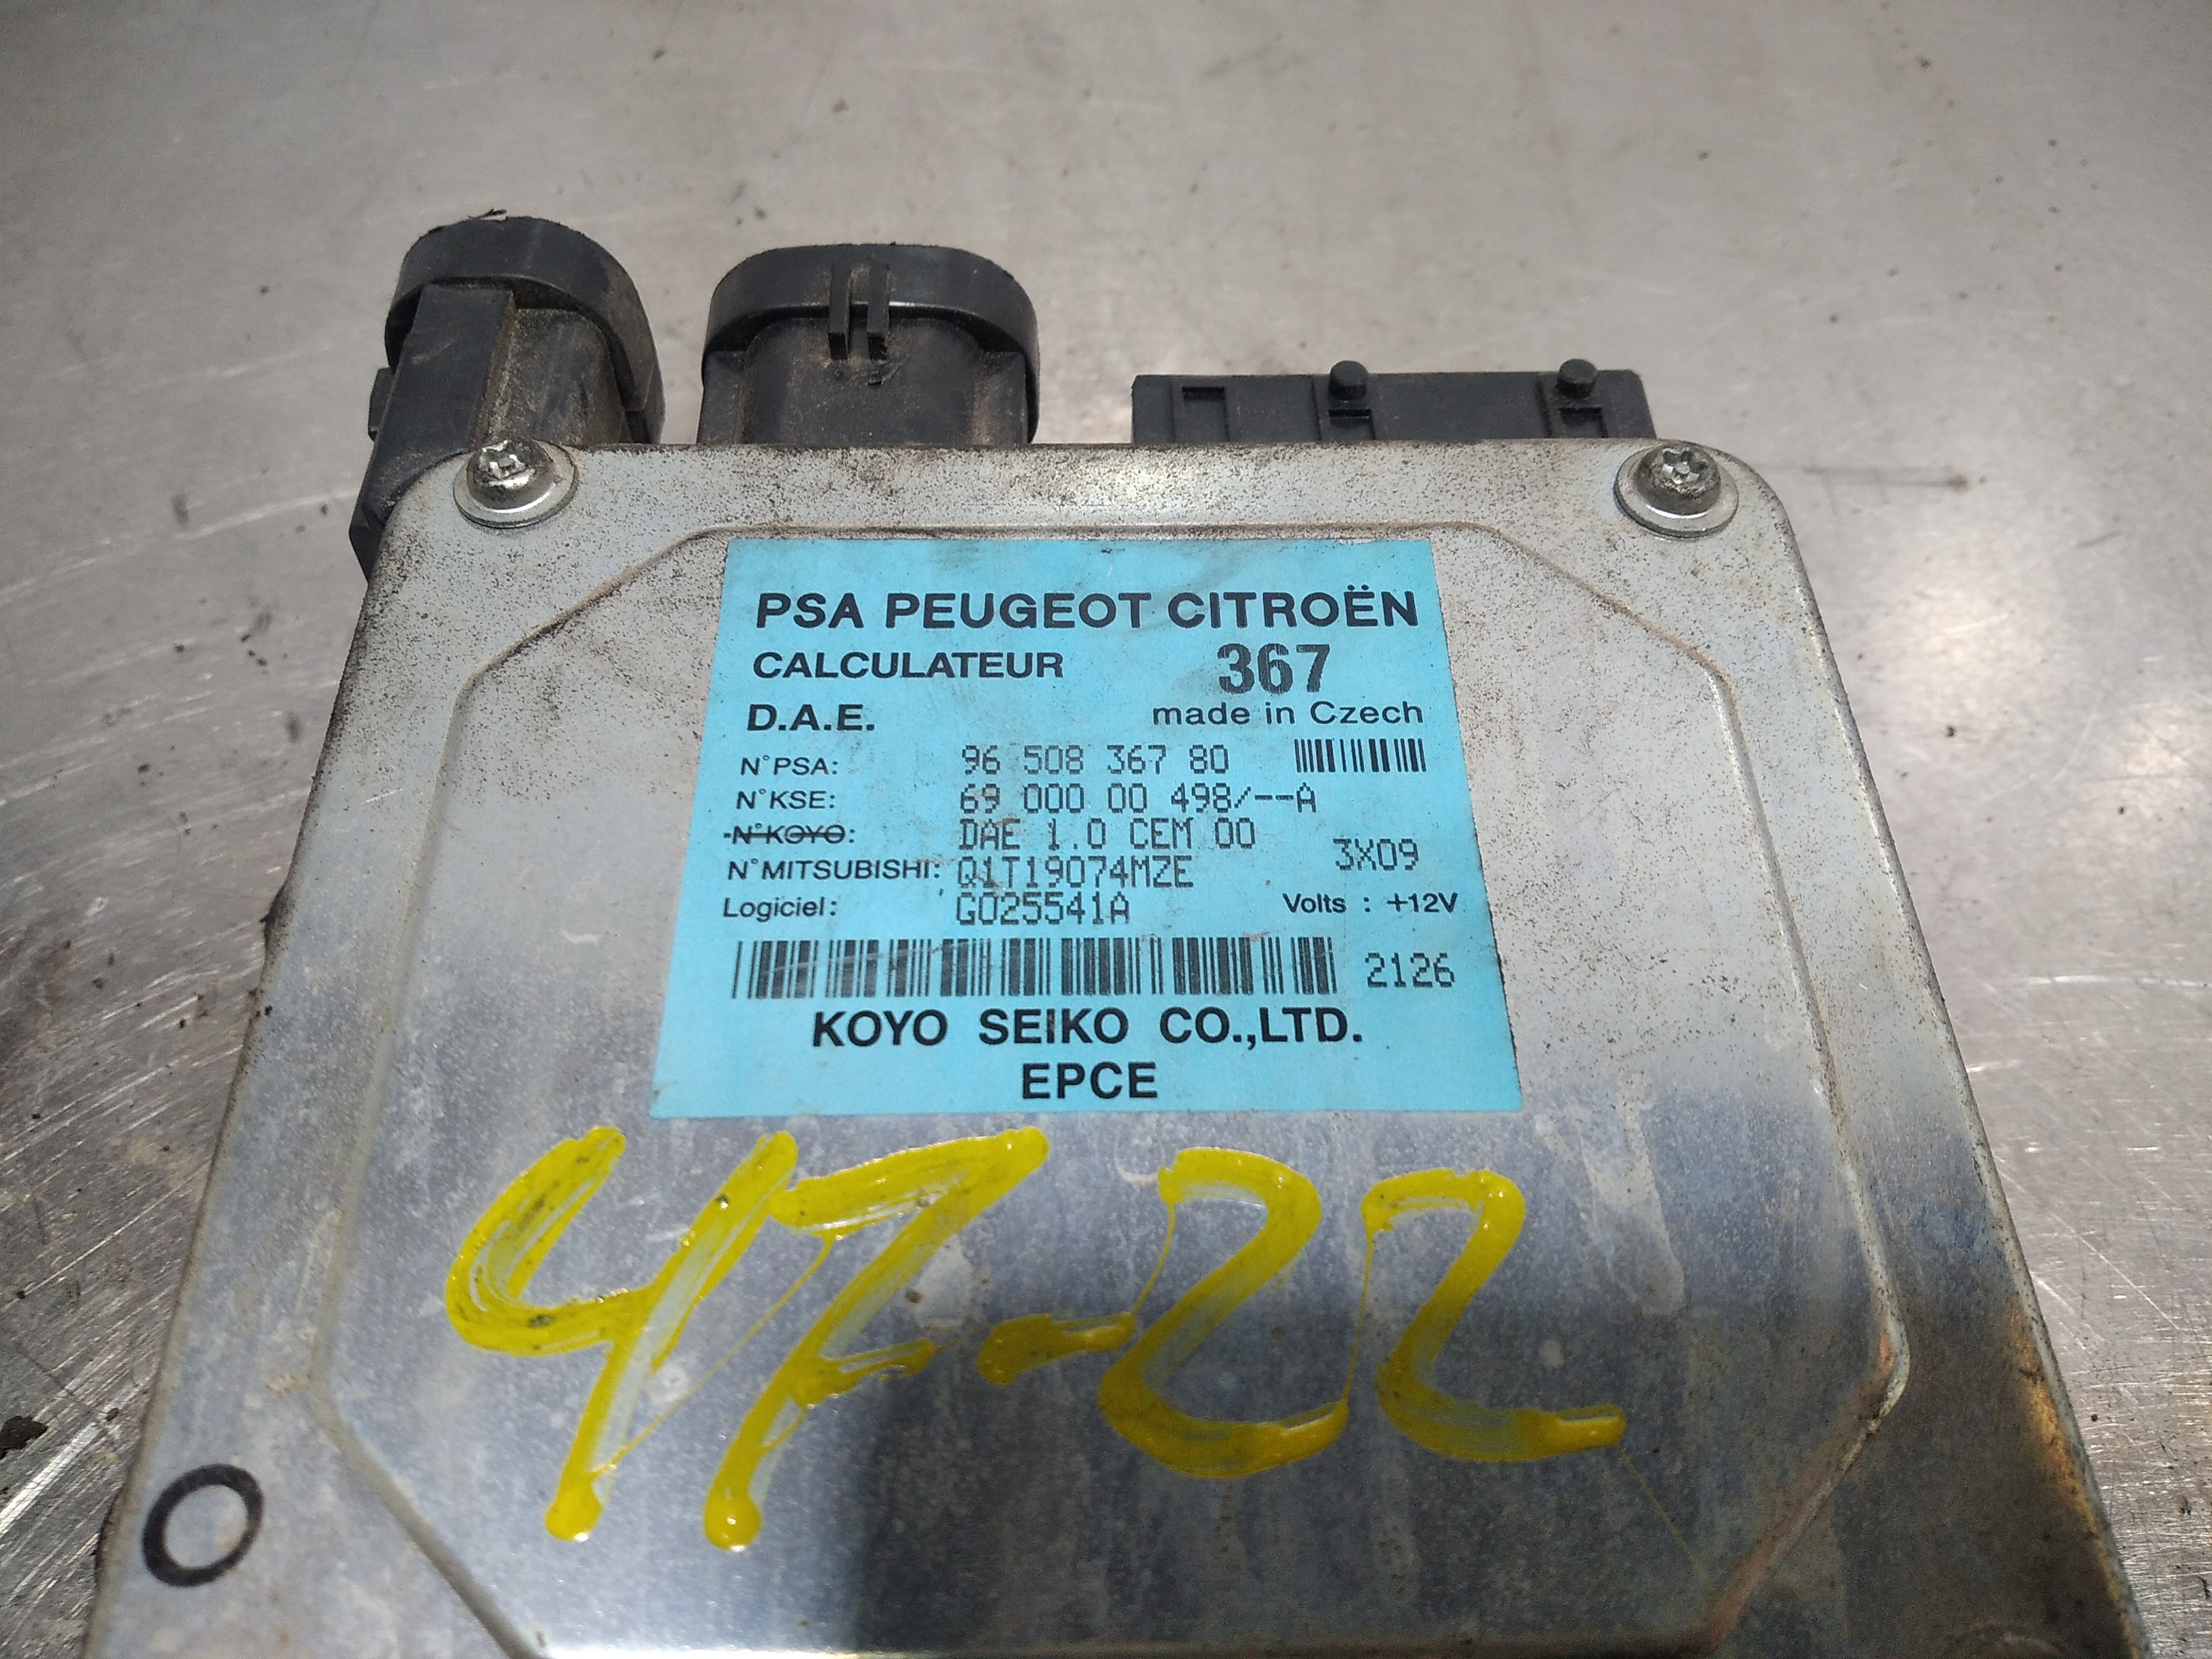 PSA PEUGEOT CITROËN
CALCULATEUR 367
D.A.E. made in Czech
N°PSA: 96 508 367 80
N°KSE: 69 000 00 498/--A
N°KOYO: DAE 1.0 CEM 00
3X09
N°MITSUBISHI: Q1T19074MZE
Logiciel: G025541A Volts : +12V
2126
KOYO SEIKO CO.,LTD.
EPCE
47-22
O